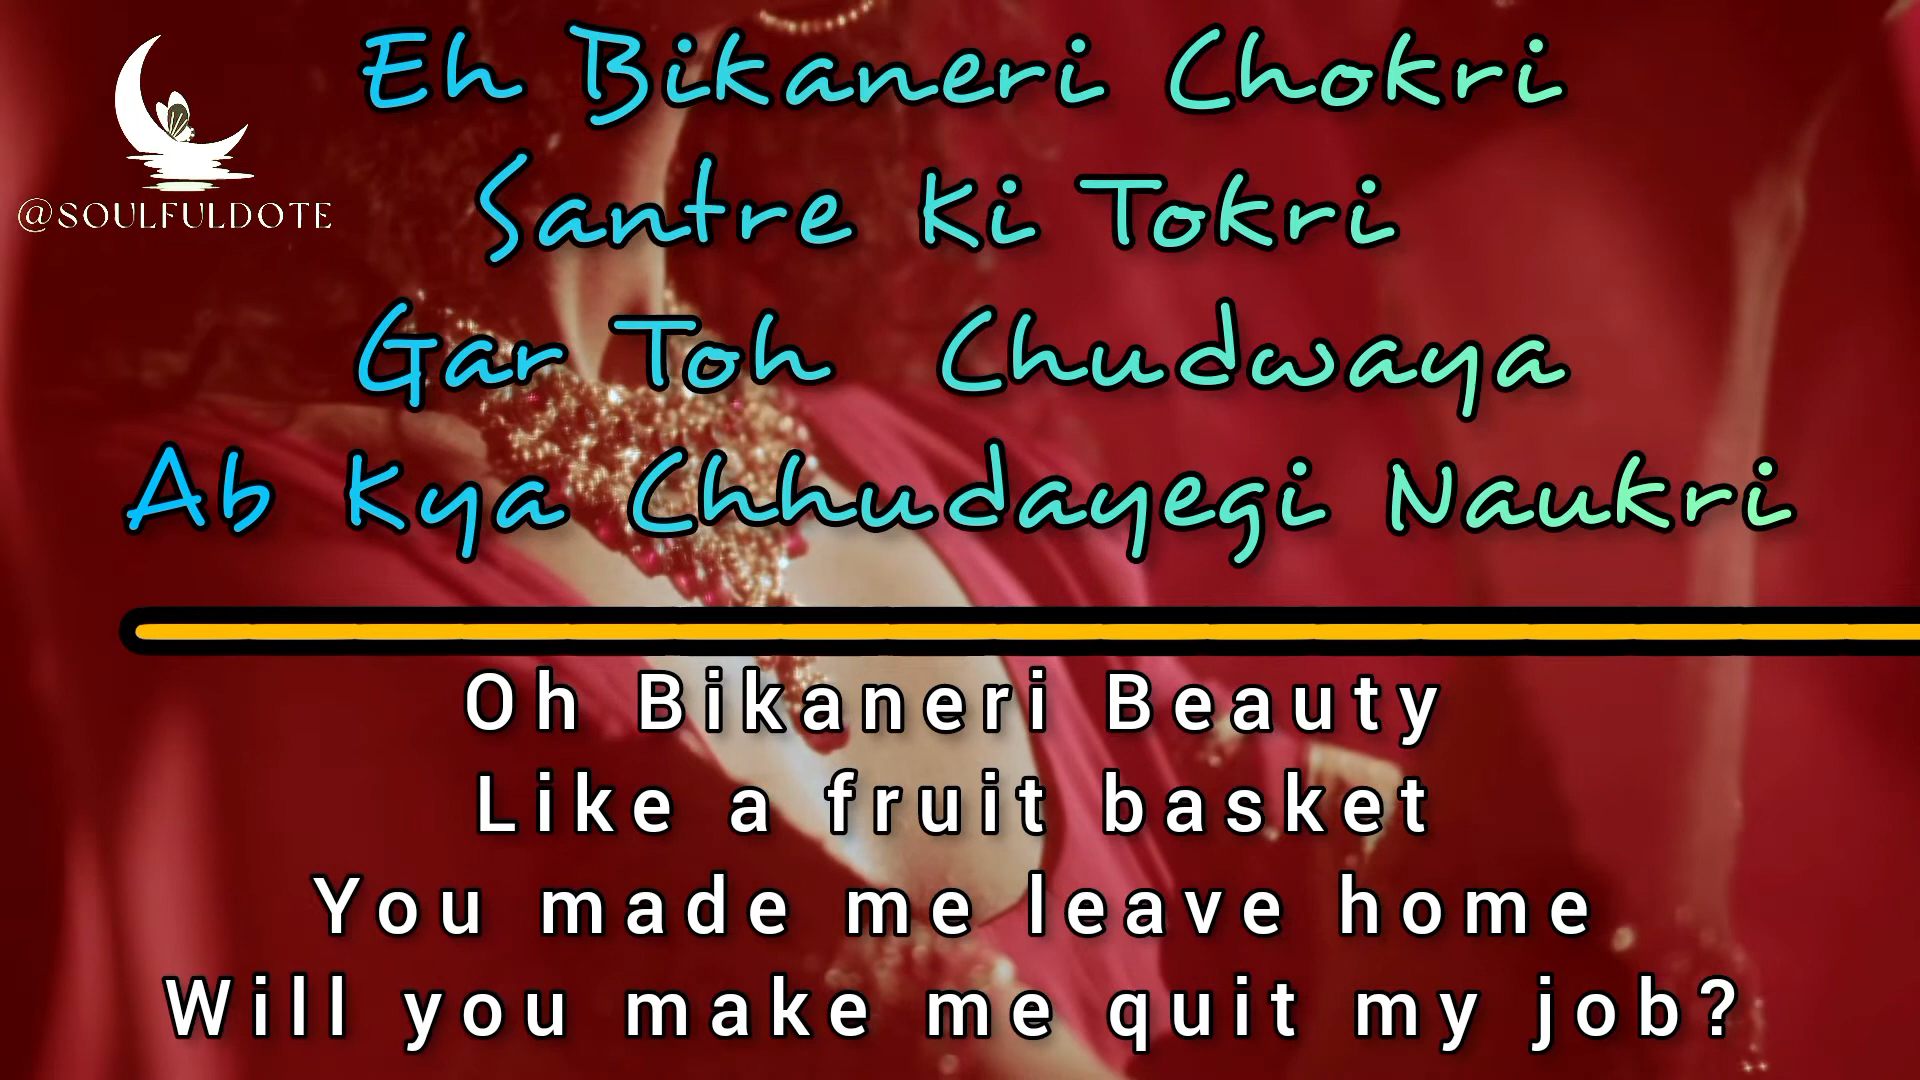 @SOULFULDOTE
Eh Bikaneri Chokri
Santre Ki Tokri
Gar Toh Chudwaya
Ab Kya Chhudayegi Naukri
Oh Bikaneri Beauty
Like a fruit basket
You made me leave home
Will you make me quit my job?